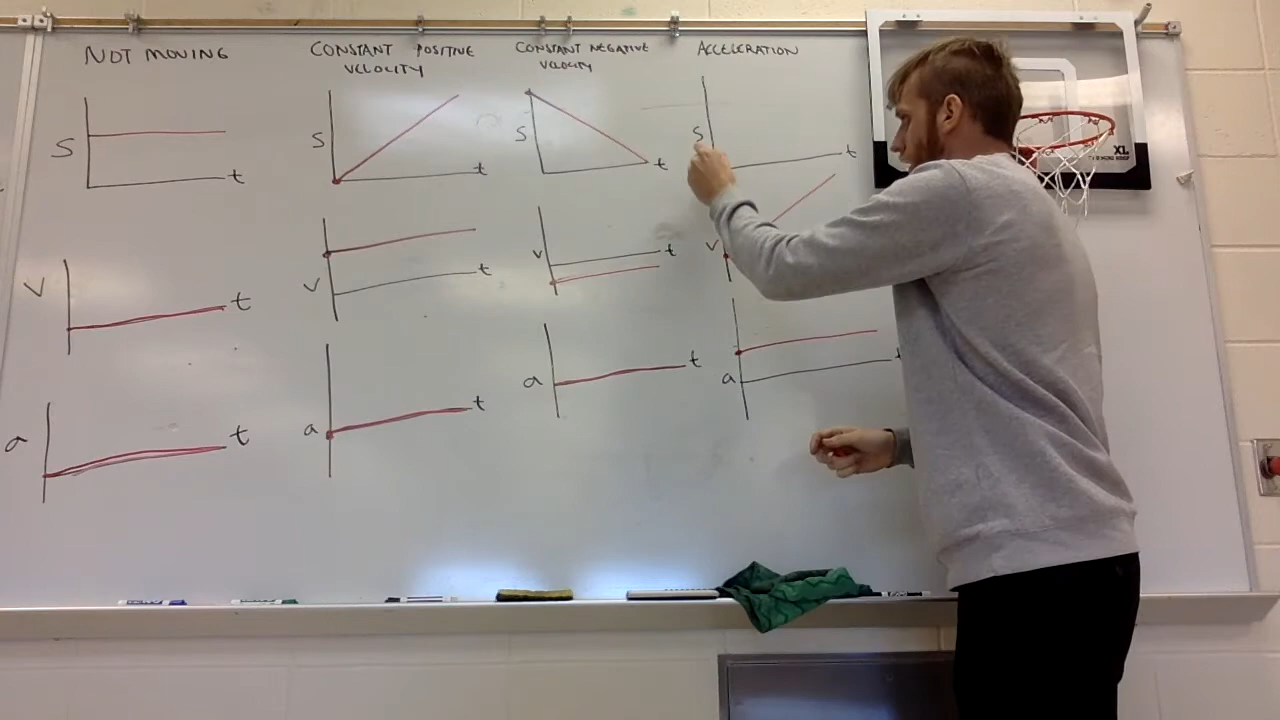 NOT MOVING
CONSTANT POSITIVE
VELOCITY
CONSTANT NEGATIVE
VELOCITY
ACCELERATION
S
t
S
t
S
t
S
t
V
t
V
t
V
t
V
a
t
a
t
a
t
a
XL